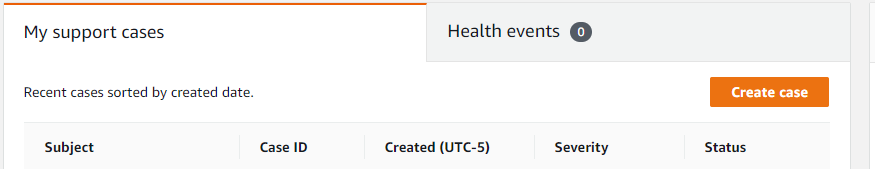 My support cases
Health events 0
Recent cases sorted by created date.
Create case
Subject Case ID Created (UTC-5) Severity Status